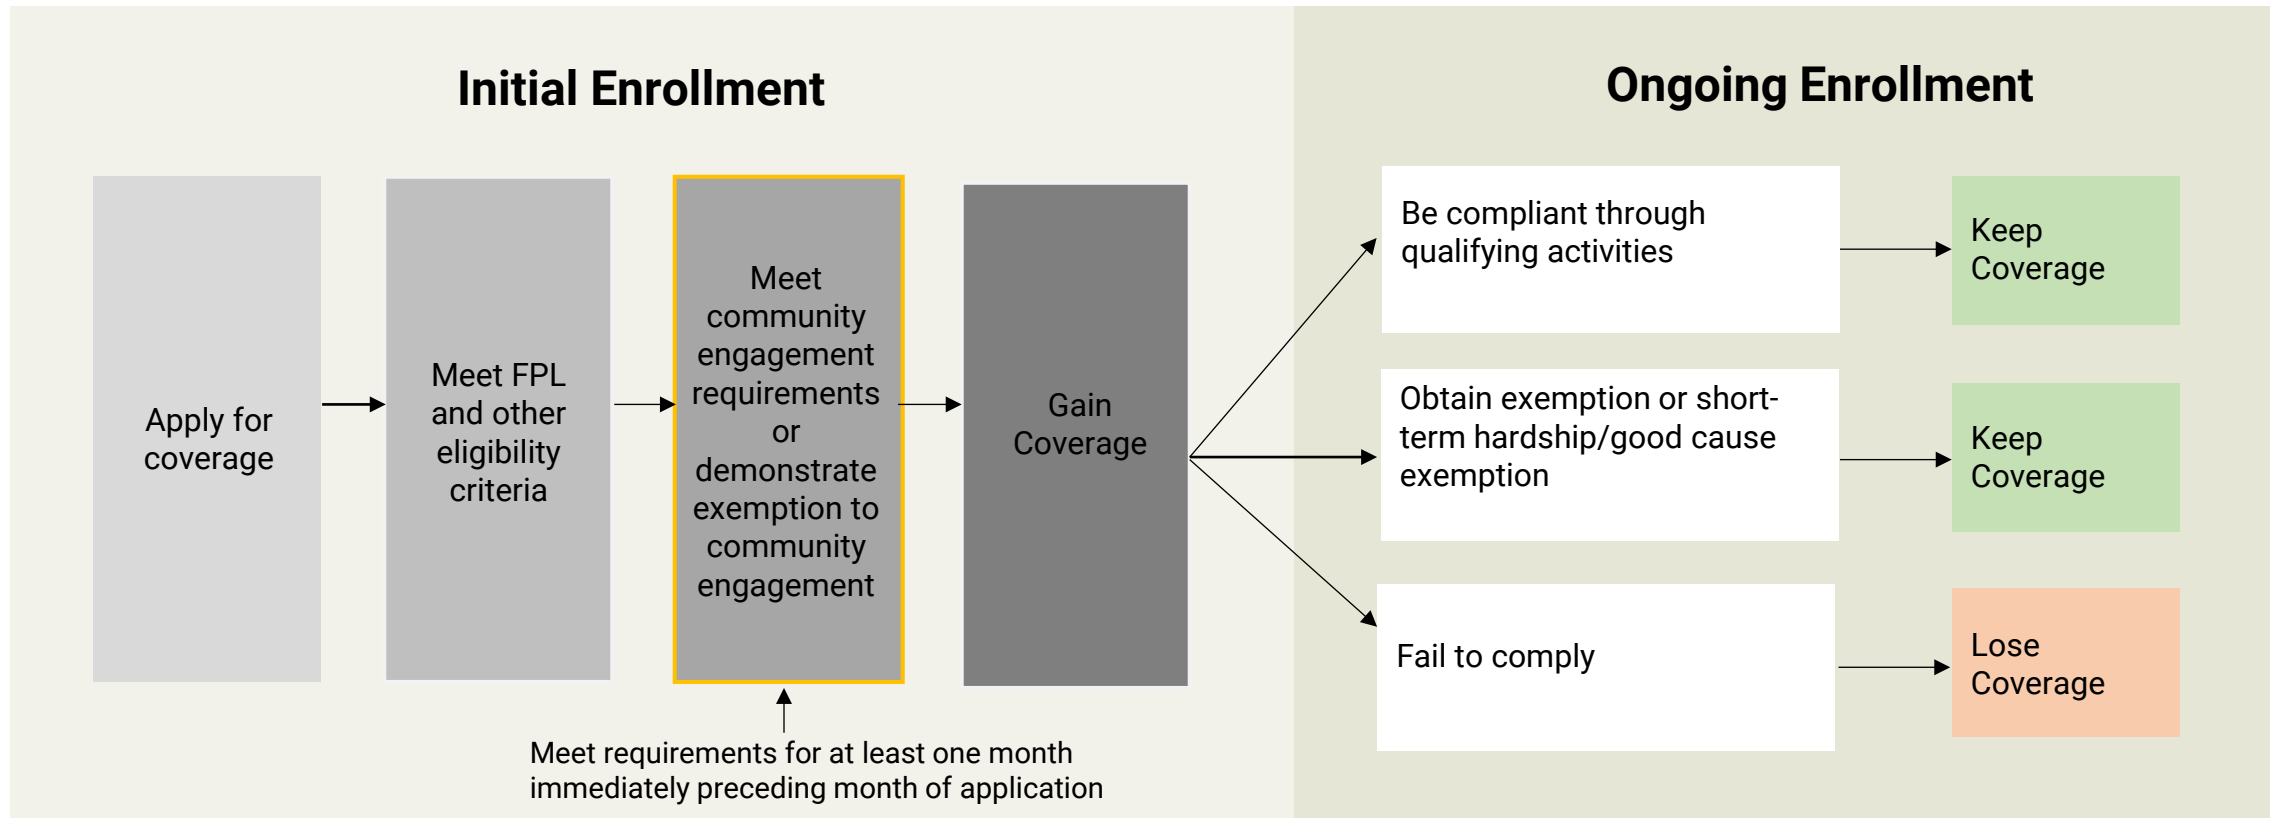 Initial Enrollment
Apply for
coverage
Meet FPL
and other
eligibility
criteria
Meet
community
engagement
requirements
or
demonstrate
exemption to
community
engagement
Gain
Coverage
Meet requirements for at least one month
immediately preceding month of application
Ongoing Enrollment
Be compliant through
qualifying activities
Keep
Coverage
Obtain exemption or short-
term hardship/good cause
exemption
Keep
Coverage
Fail to comply
Lose
Coverage